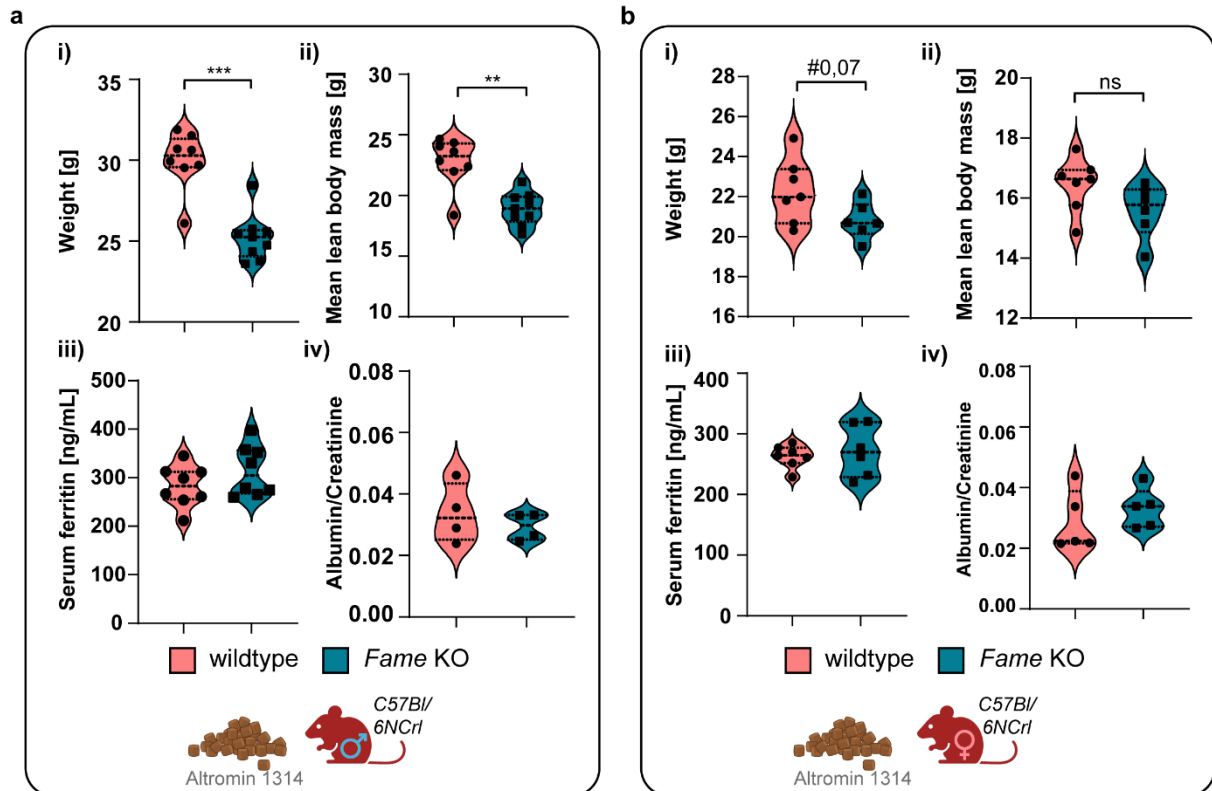 a
i)
***
Weight [g]
35
30
25
20
ii)
**
Mean lean body mass [g]
30
25
20
15
10
iii)
Serum ferritin [ng/mL]
500
400
300
200
100
0
iv)
Albumin/Creatinine
0.08
0.06
0.04
0.02
0.00
wildtype
Fame KO
Altromin 1314
C57Bl/
6NCrl
b
i)
#0,07
Weight [g]
28
26
24
22
20
18
16
ii)
ns
Mean lean body mass [g]
20
18
16
14
12
iii)
Serum ferritin [ng/mL]
400
300
200
100
0
iv)
Albumin/Creatinine
0.08
0.06
0.04
0.02
0.00
wildtype
Fame KO
Altromin 1314
C57Bl/
6NCrl